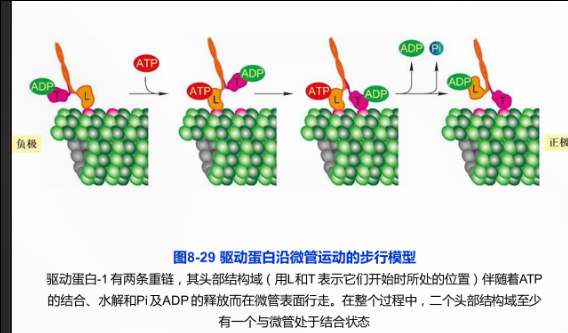 ADP T L
ATP
ATP L T ADP
ATP L T ADP
ADP Pi
ADP L T
负极
正极
图8-29 驱动蛋白沿微管运动的步行模型
驱动蛋白-1有两条重链，其头部结构域（用L和T表示它们开始时所处的位置）伴随着ATP
的结合、水解和Pi及ADP的释放而在微管表面行走。在整个过程中，二个头部结构域至少
有一个与微管处于结合状态